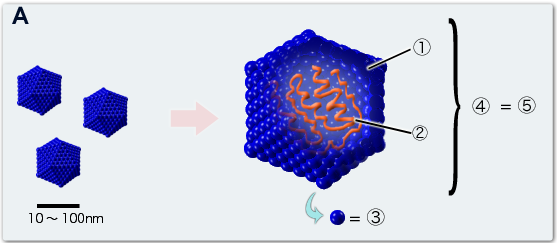 A
①
②
④ = ⑤
= ③
10 ～ 100nm